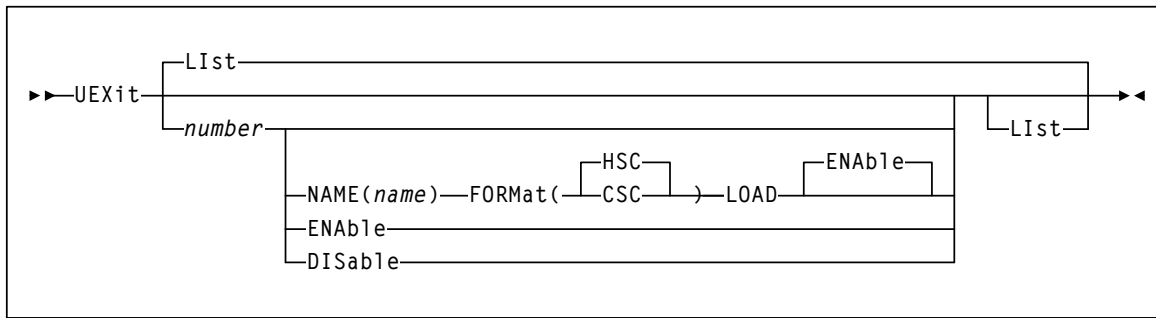 LIst
UEXit LIst
number
HSC ENAble
NAME(name) FORMat( CSC ) LOAD
ENAble
DISable